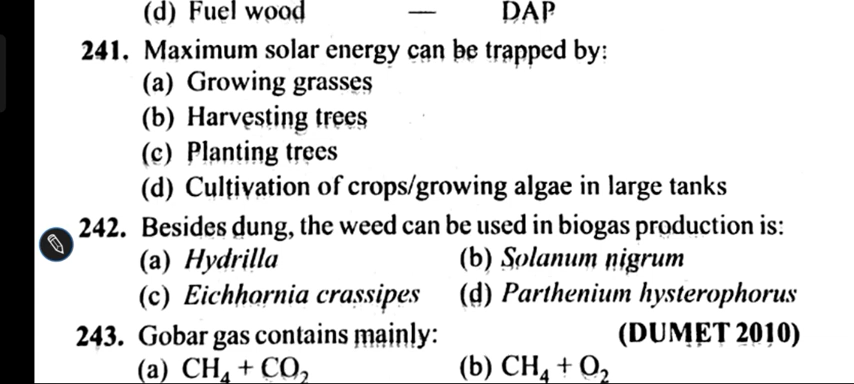 (d) Fuel wood — DAP
241. Maximum solar energy can be trapped by:
(a) Growing grasses
(b) Harvesting trees
(c) Planting trees
(d) Cultivation of crops/growing algae in large tanks
242. Besides dung, the weed can be used in biogas production is:
(a) Hydrilla (b) Solanum nigrum
(c) Eichhornia crassipes (d) Parthenium hysterophorus
243. Gobar gas contains mainly: (DUMET 2010)
(a) CH₄ + CO₂ (b) CH₄ + O₂